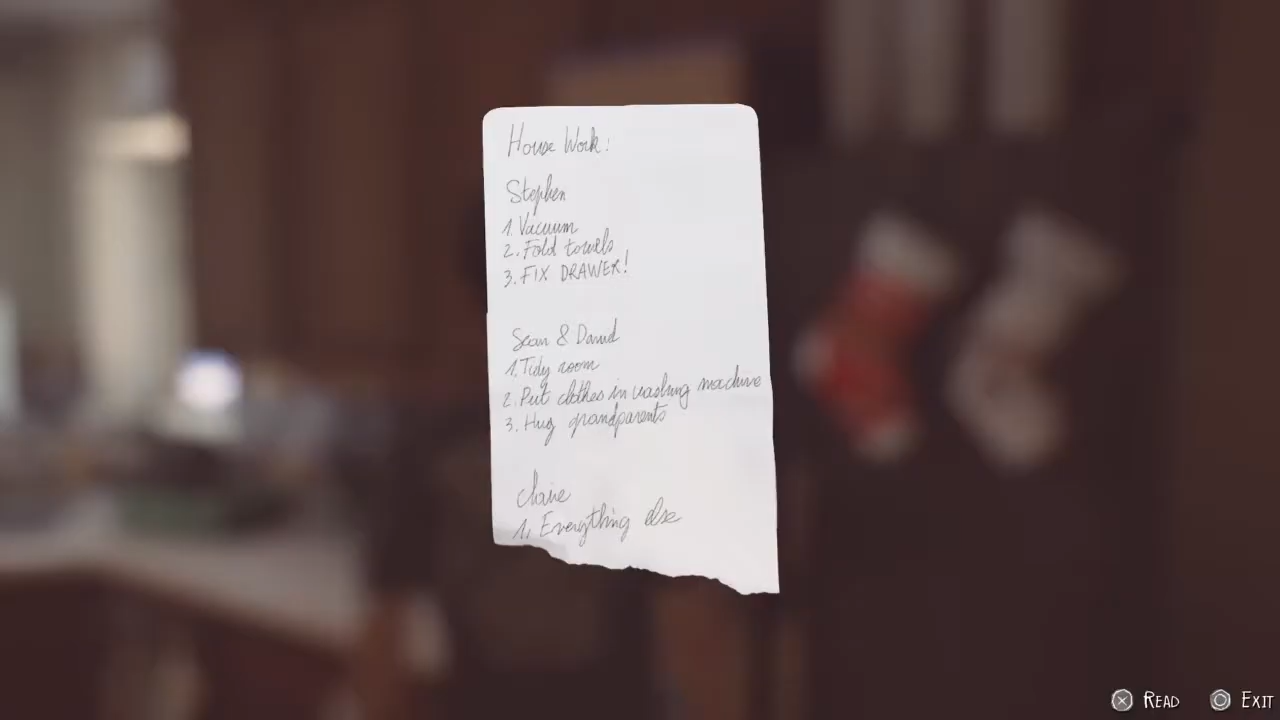 House Work:
Stephen
1. Vacuum
2. Fold towels
3. FIX DRAWER!
Sean & Daniel
1. Tidy room
2. Put clothes in washing machine
3. Hug grandparents
Claire
1. Everything else
READ
EXIT